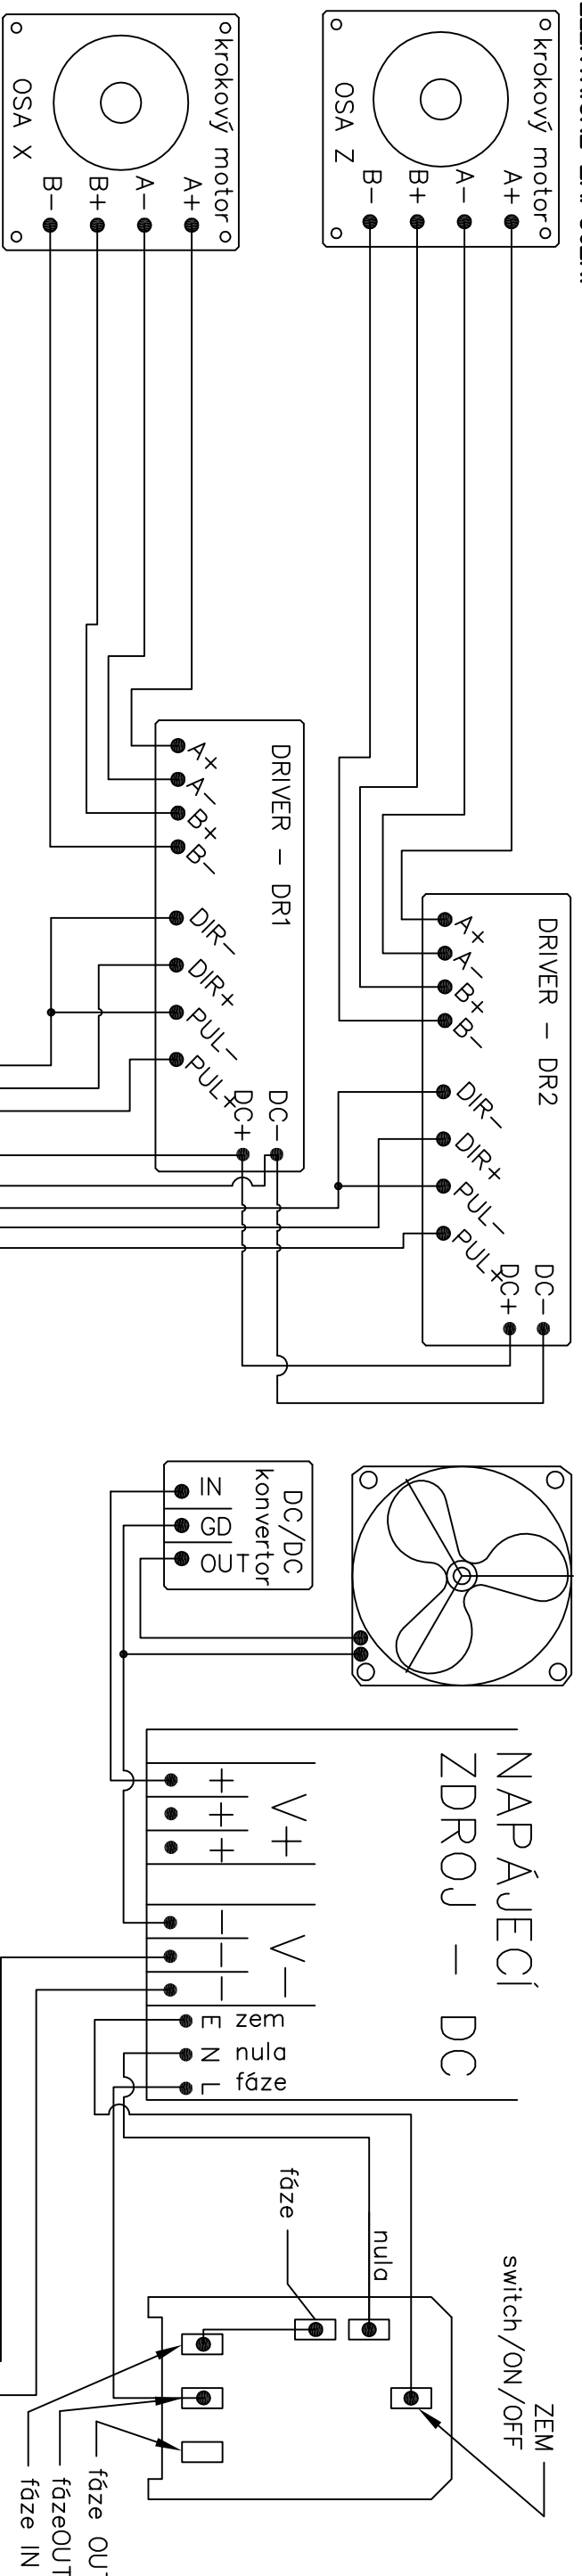 krokový motor
OSA Z
A+
A-
B+
B-
krokový motor
OSA X
A+
A-
B+
B-
DRIVER - DR1
A+
A-
B+
B-
DIR-
DIR+
PUL-
PUL+
DC-
DC+
DRIVER - DR2
A+
A-
B+
B-
DIR-
DIR+
PUL-
PUL+
DC-
DC+
DC/DC
konvertor
IN
GD
OUT
NAPÁJECÍ
ZDROJ - DC
V+
+
+
+
V-
-
-
-
E zem
N nula
L fáze
fáze
nula
switch/ON/OFF
ZEM
fáze OU
fázeOUT
fáze IN